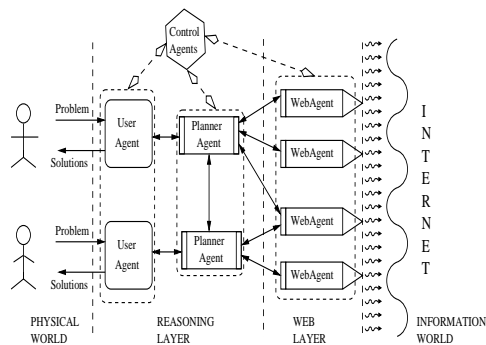 Control
Agents
Problem
User
Agent
Solutions
Planner
Agent
WebAgent
WebAgent
Problem
User
Agent
Solutions
Planner
Agent
WebAgent
WebAgent
INTERNET
PHYSICAL
WORLD
REASONING
LAYER
WEB
LAYER
INFORMATION
WORLD